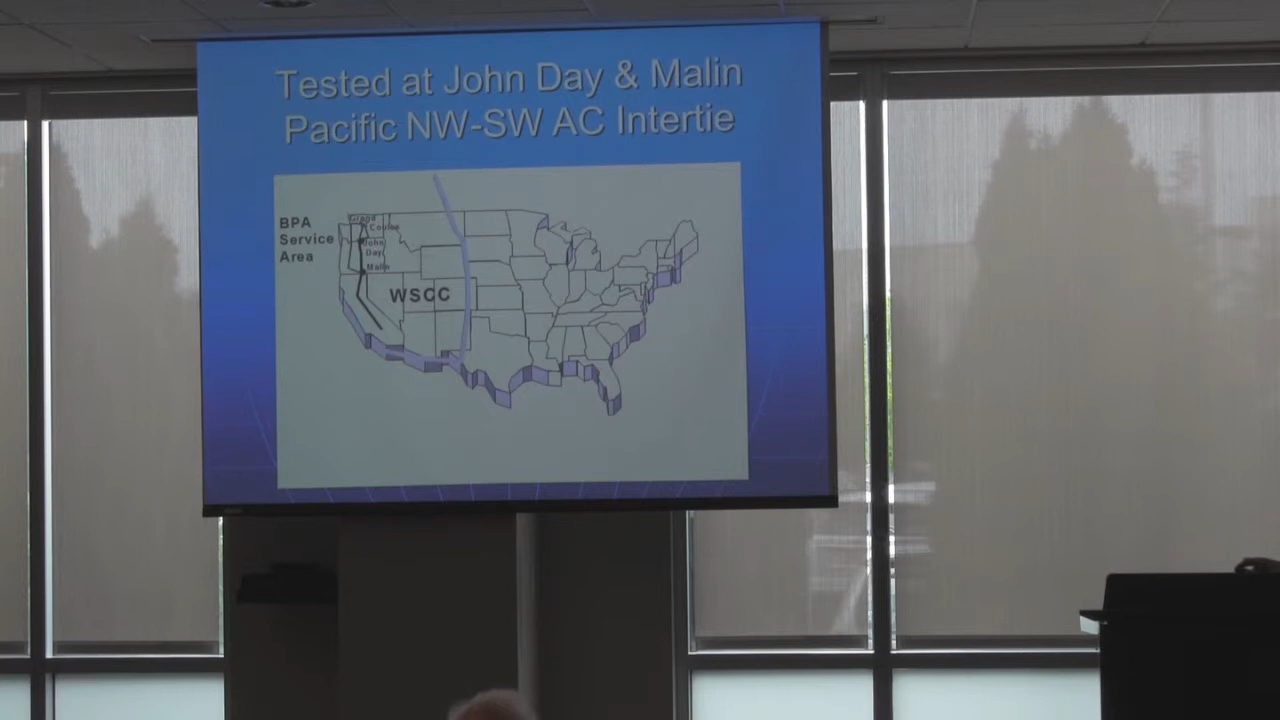 Tested at John Day & Malin
Pacific NW-SW AC Intertie
BPA
Service
Area
Grand
Coulee
John
Day
Malin
WSCC